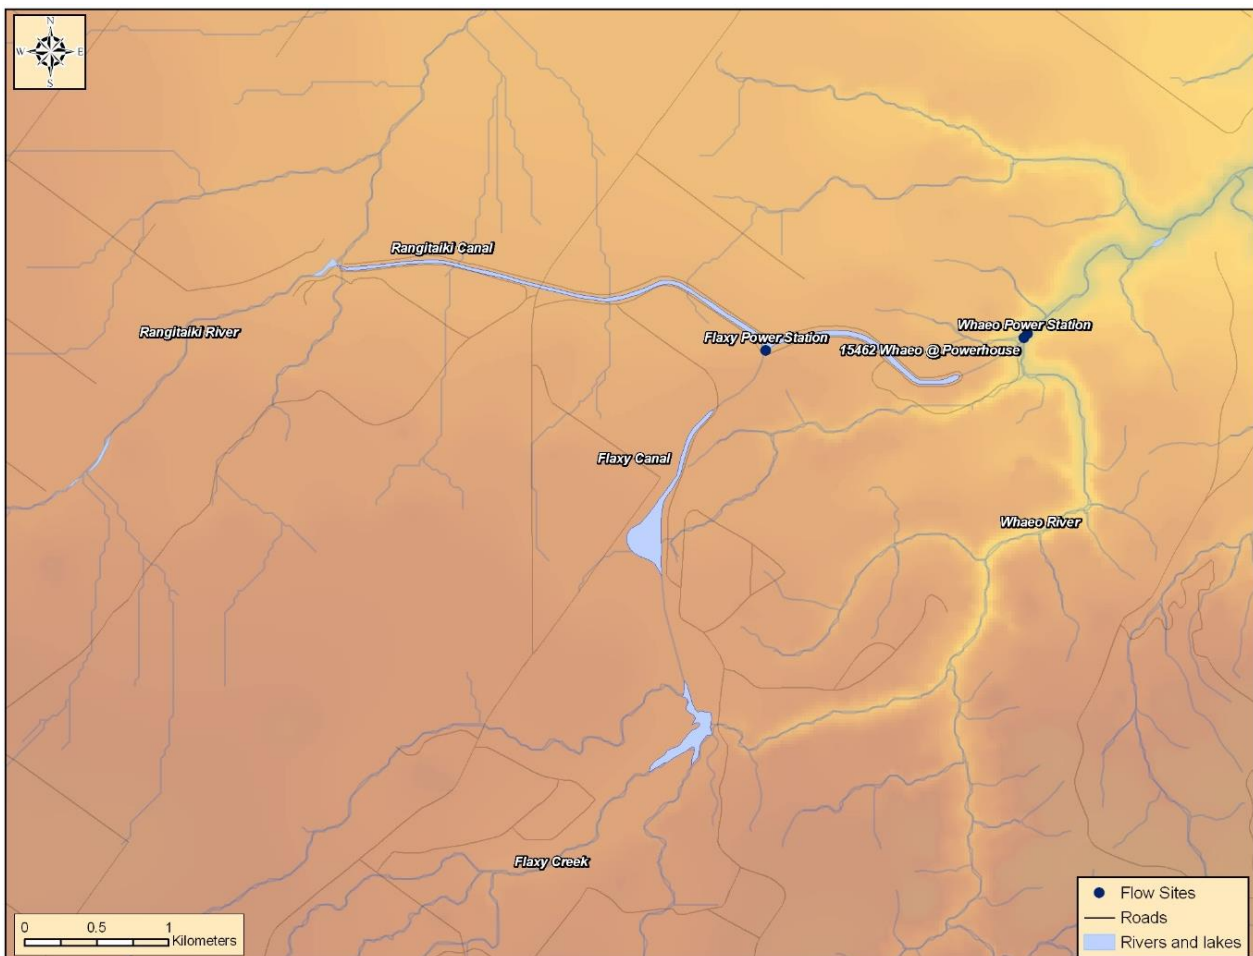 N
W E
S
Rangitaiki Canal
Rangitaiki River
Flaxy Power Station
Whaeo Power Station
15462 Whaeo @ Powerhouse
Flaxy Canal
Whaeo River
Flaxy Creek
0 0.5 1
Kilometers
Flow Sites
Roads
Rivers and lakes